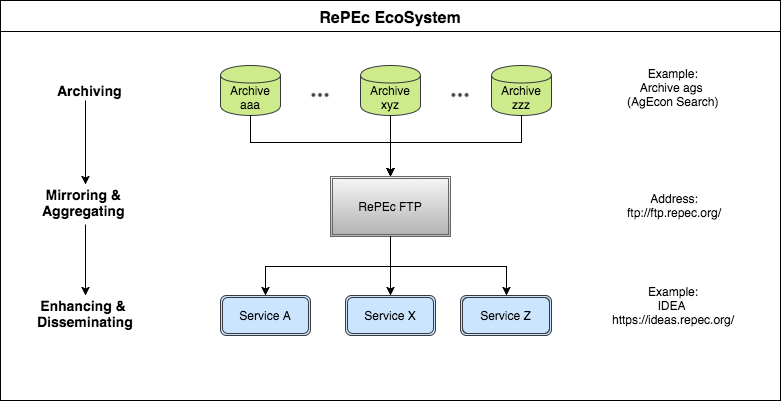 RePEc EcoSystem
Archiving
Archive
aaa
...
Archive
xyz
...
Archive
zzz
Example:
Archive ags
(AgEcon Search)
Mirroring &
Aggregating
RePEc FTP
Address:
ftp://ftp.repec.org/
Enhancing &
Disseminating
Service A
Service X
Service Z
Example:
IDEA
https://ideas.repec.org/